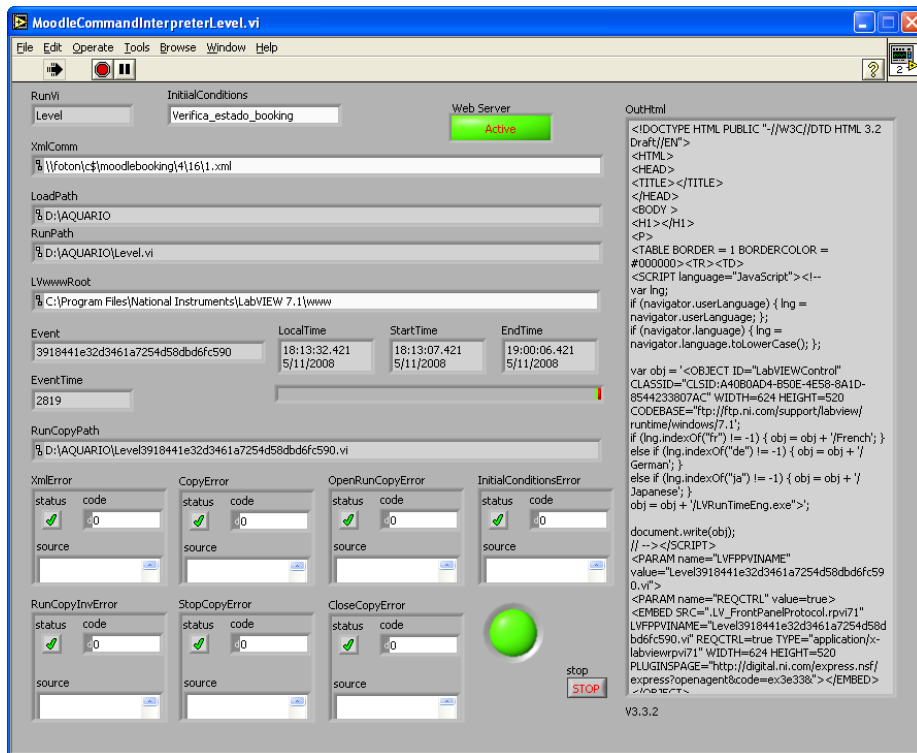 MoodleCommandInterpreterLevel.vi
File Edit Operate Tools Browse Window Help
?
2
RunVi
Level
InitiialConditions
Verifica_estado_booking
Web Server
Active
XmlComm
\\foton\c$\moodlebooking\4\16\1.xml
LoadPath
D:\AQUARIO
RunPath
D:\AQUARIO\Level.vi
LVwwwRoot
C:\Program Files\National Instruments\LabVIEW 7.1\www
Event
3918441e32d3461a7254d58dbd6fc590
LocalTime
18:13:32.421
5/11/2008
StartTime
18:13:07.421
5/11/2008
EndTime
19:00:06.421
5/11/2008
EventTime
2819
RunCopyPath
D:\AQUARIO\Level3918441e32d3461a7254d58dbd6fc590.vi
XmlError
status code
d0
source
CopyError
status code
d0
source
OpenRunCopyError
status code
d0
source
InitialConditionsError
status code
d0
source
RunCopyInvError
status code
d0
source
StopCopyError
status code
d0
source
CloseCopyError
status code
d0
source
stop
STOP
OutHtml
<!DOCTYPE HTML PUBLIC "-//W3C//DTD HTML 3.2
Draft//EN">
<HTML>
<HEAD>
<TITLE></TITLE>
</HEAD>
<BODY >
<H1></H1>
<P>
<TABLE BORDER = 1 BORDERCOLOR =
#000000><TR><TD>
<SCRIPT language="JavaScript"><!--
var lng;
if (navigator.userLanguage) { lng =
navigator.userLanguage; };
if (navigator.language) { lng =
navigator.language.toLowerCase(); };
var obj = '<OBJECT ID="LabVIEWControl"
CLASSID="CLSID:A40B0AD4-B50E-4E58-8A1D-
8544233807AC" WIDTH=624 HEIGHT=520
CODEBASE="ftp://ftp.ni.com/support/labview/
runtime/windows/7.1';
if (lng.indexOf("fr") != -1) { obj = obj + '/French'; }
else if (lng.indexOf("de") != -1) { obj = obj + '/
German'; }
else if (lng.indexOf("ja") != -1) { obj = obj + '/
Japanese'; }
obj = obj + '/LVRunTimeEng.exe">';
document.write(obj);
// --></SCRIPT>
<PARAM name="LVFPPVINAME"
value="Level3918441e32d3461a7254d58dbd6fc59
0.vi">
<PARAM name="REQCTRL" value=true>
<EMBED SRC=".LV_FrontPanelProtocol.rpvi71"
LVFPPVINAME="Level3918441e32d3461a7254d58d
bd6fc590.vi" REQCTRL=true TYPE="application/x-
labviewrpvi71" WIDTH=624 HEIGHT=520
PLUGINSPAGE="http://digital.ni.com/express.nsf/
express?openagent&code=ex3e33&"></EMBED>
</OBJECT>
V3.3.2